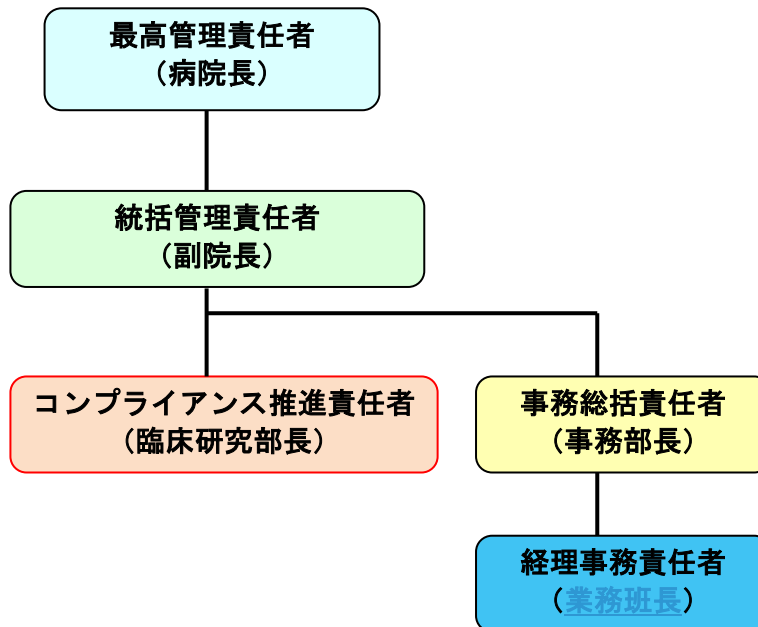 最高管理責任者
（病院長）
統括管理責任者
（副院長）
コンプライアンス推進責任者
（臨床研究部長）
事務総括責任者
（事務部長）
経理事務責任者
（業務班長）